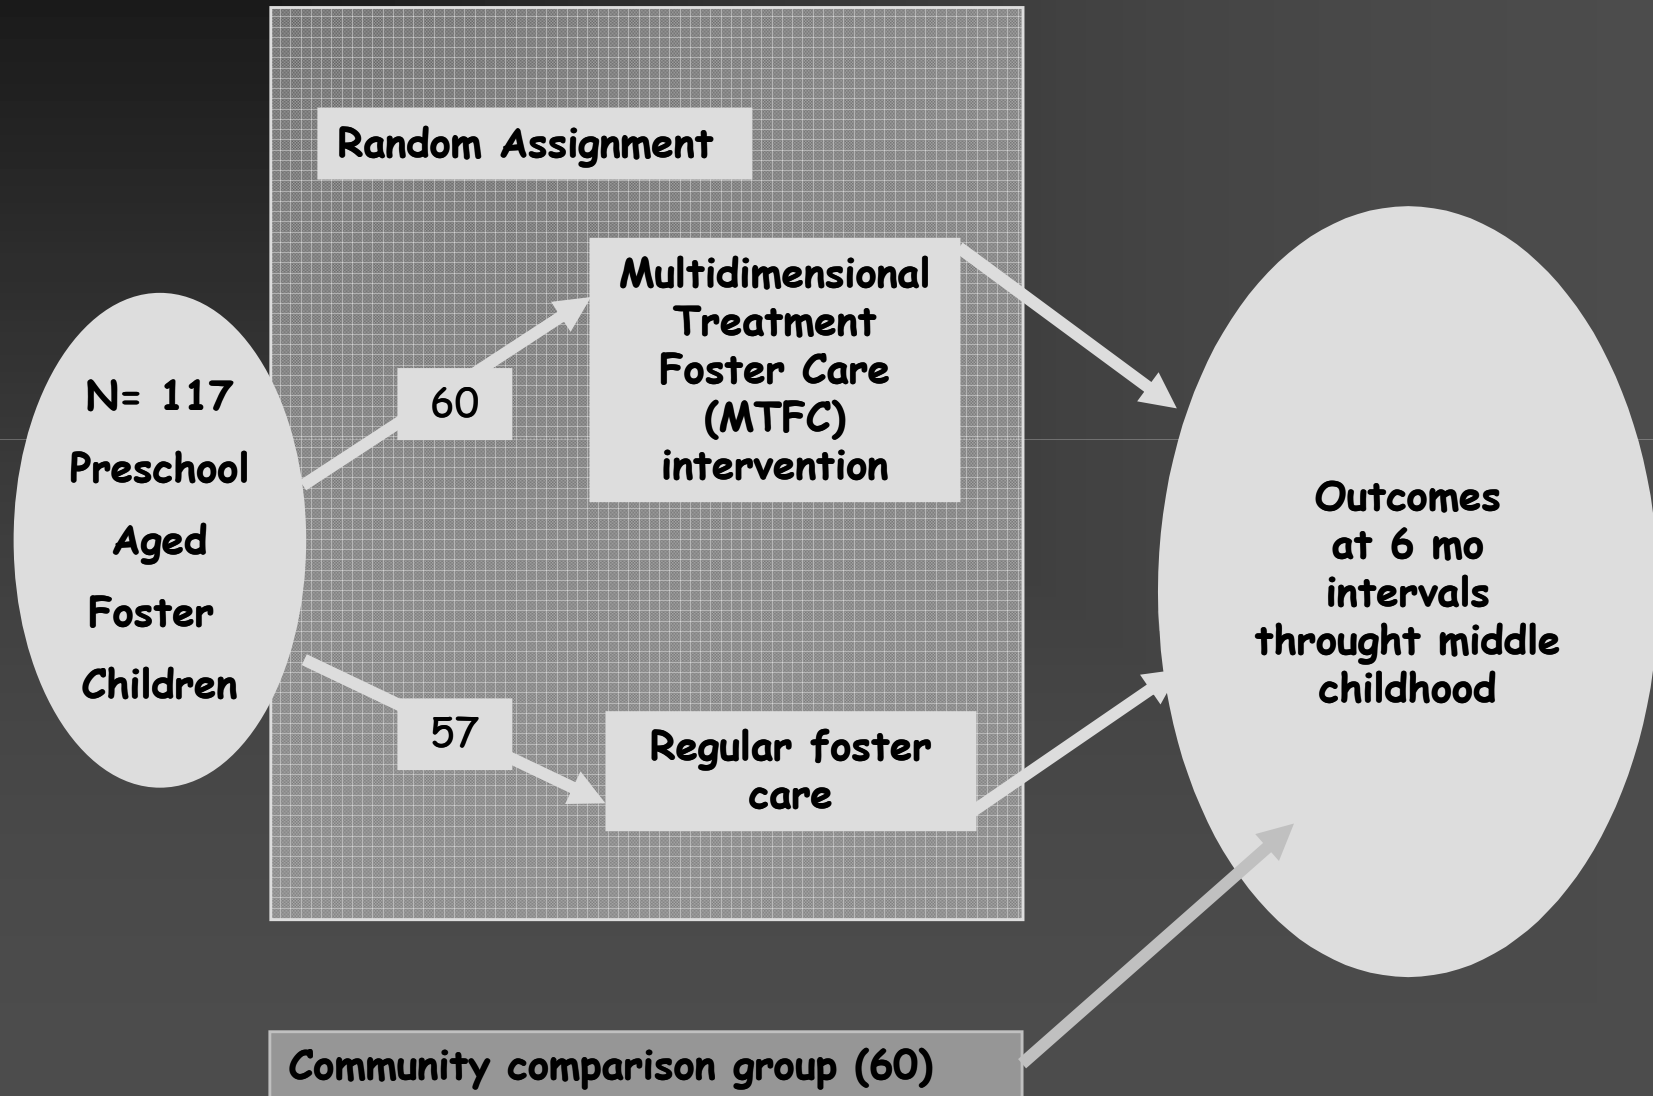 Random Assignment
N= 117
Preschool
Aged
Foster
Children
60
Multidimensional
Treatment
Foster Care
(MTFC)
intervention
57
Regular foster
care
Outcomes
at 6 mo
intervals
throught middle
childhood
Community comparison group (60)